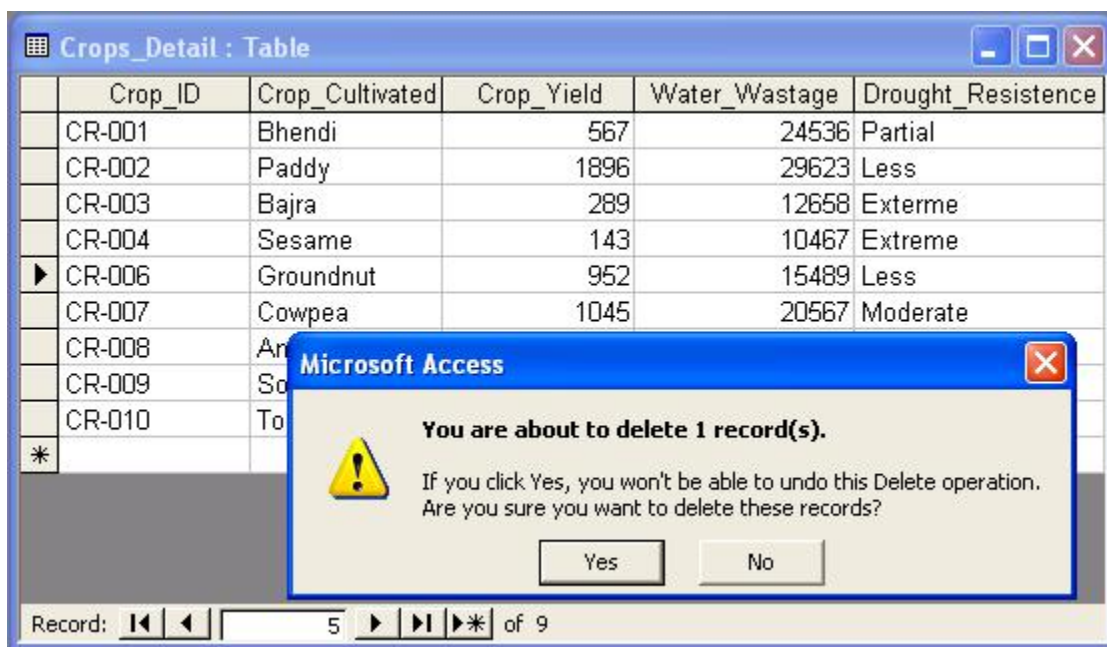 Crops_Detail : Table
Crop_ID Crop_Cultivated Crop_Yield Water_Wastage Drought_Resistence
CR-001 Bhendi 567 24536 Partial
CR-002 Paddy 1896 29623 Less
CR-003 Bajra 289 12658 Exterme
CR-004 Sesame 143 10467 Extreme
CR-006 Groundnut 952 15489 Less
CR-007 Cowpea 1045 20567 Moderate
CR-008
CR-009
CR-010
Microsoft Access
You are about to delete 1 record(s).
If you click Yes, you won't be able to undo this Delete operation.
Are you sure you want to delete these records?
Yes No
Record: 5 of 9